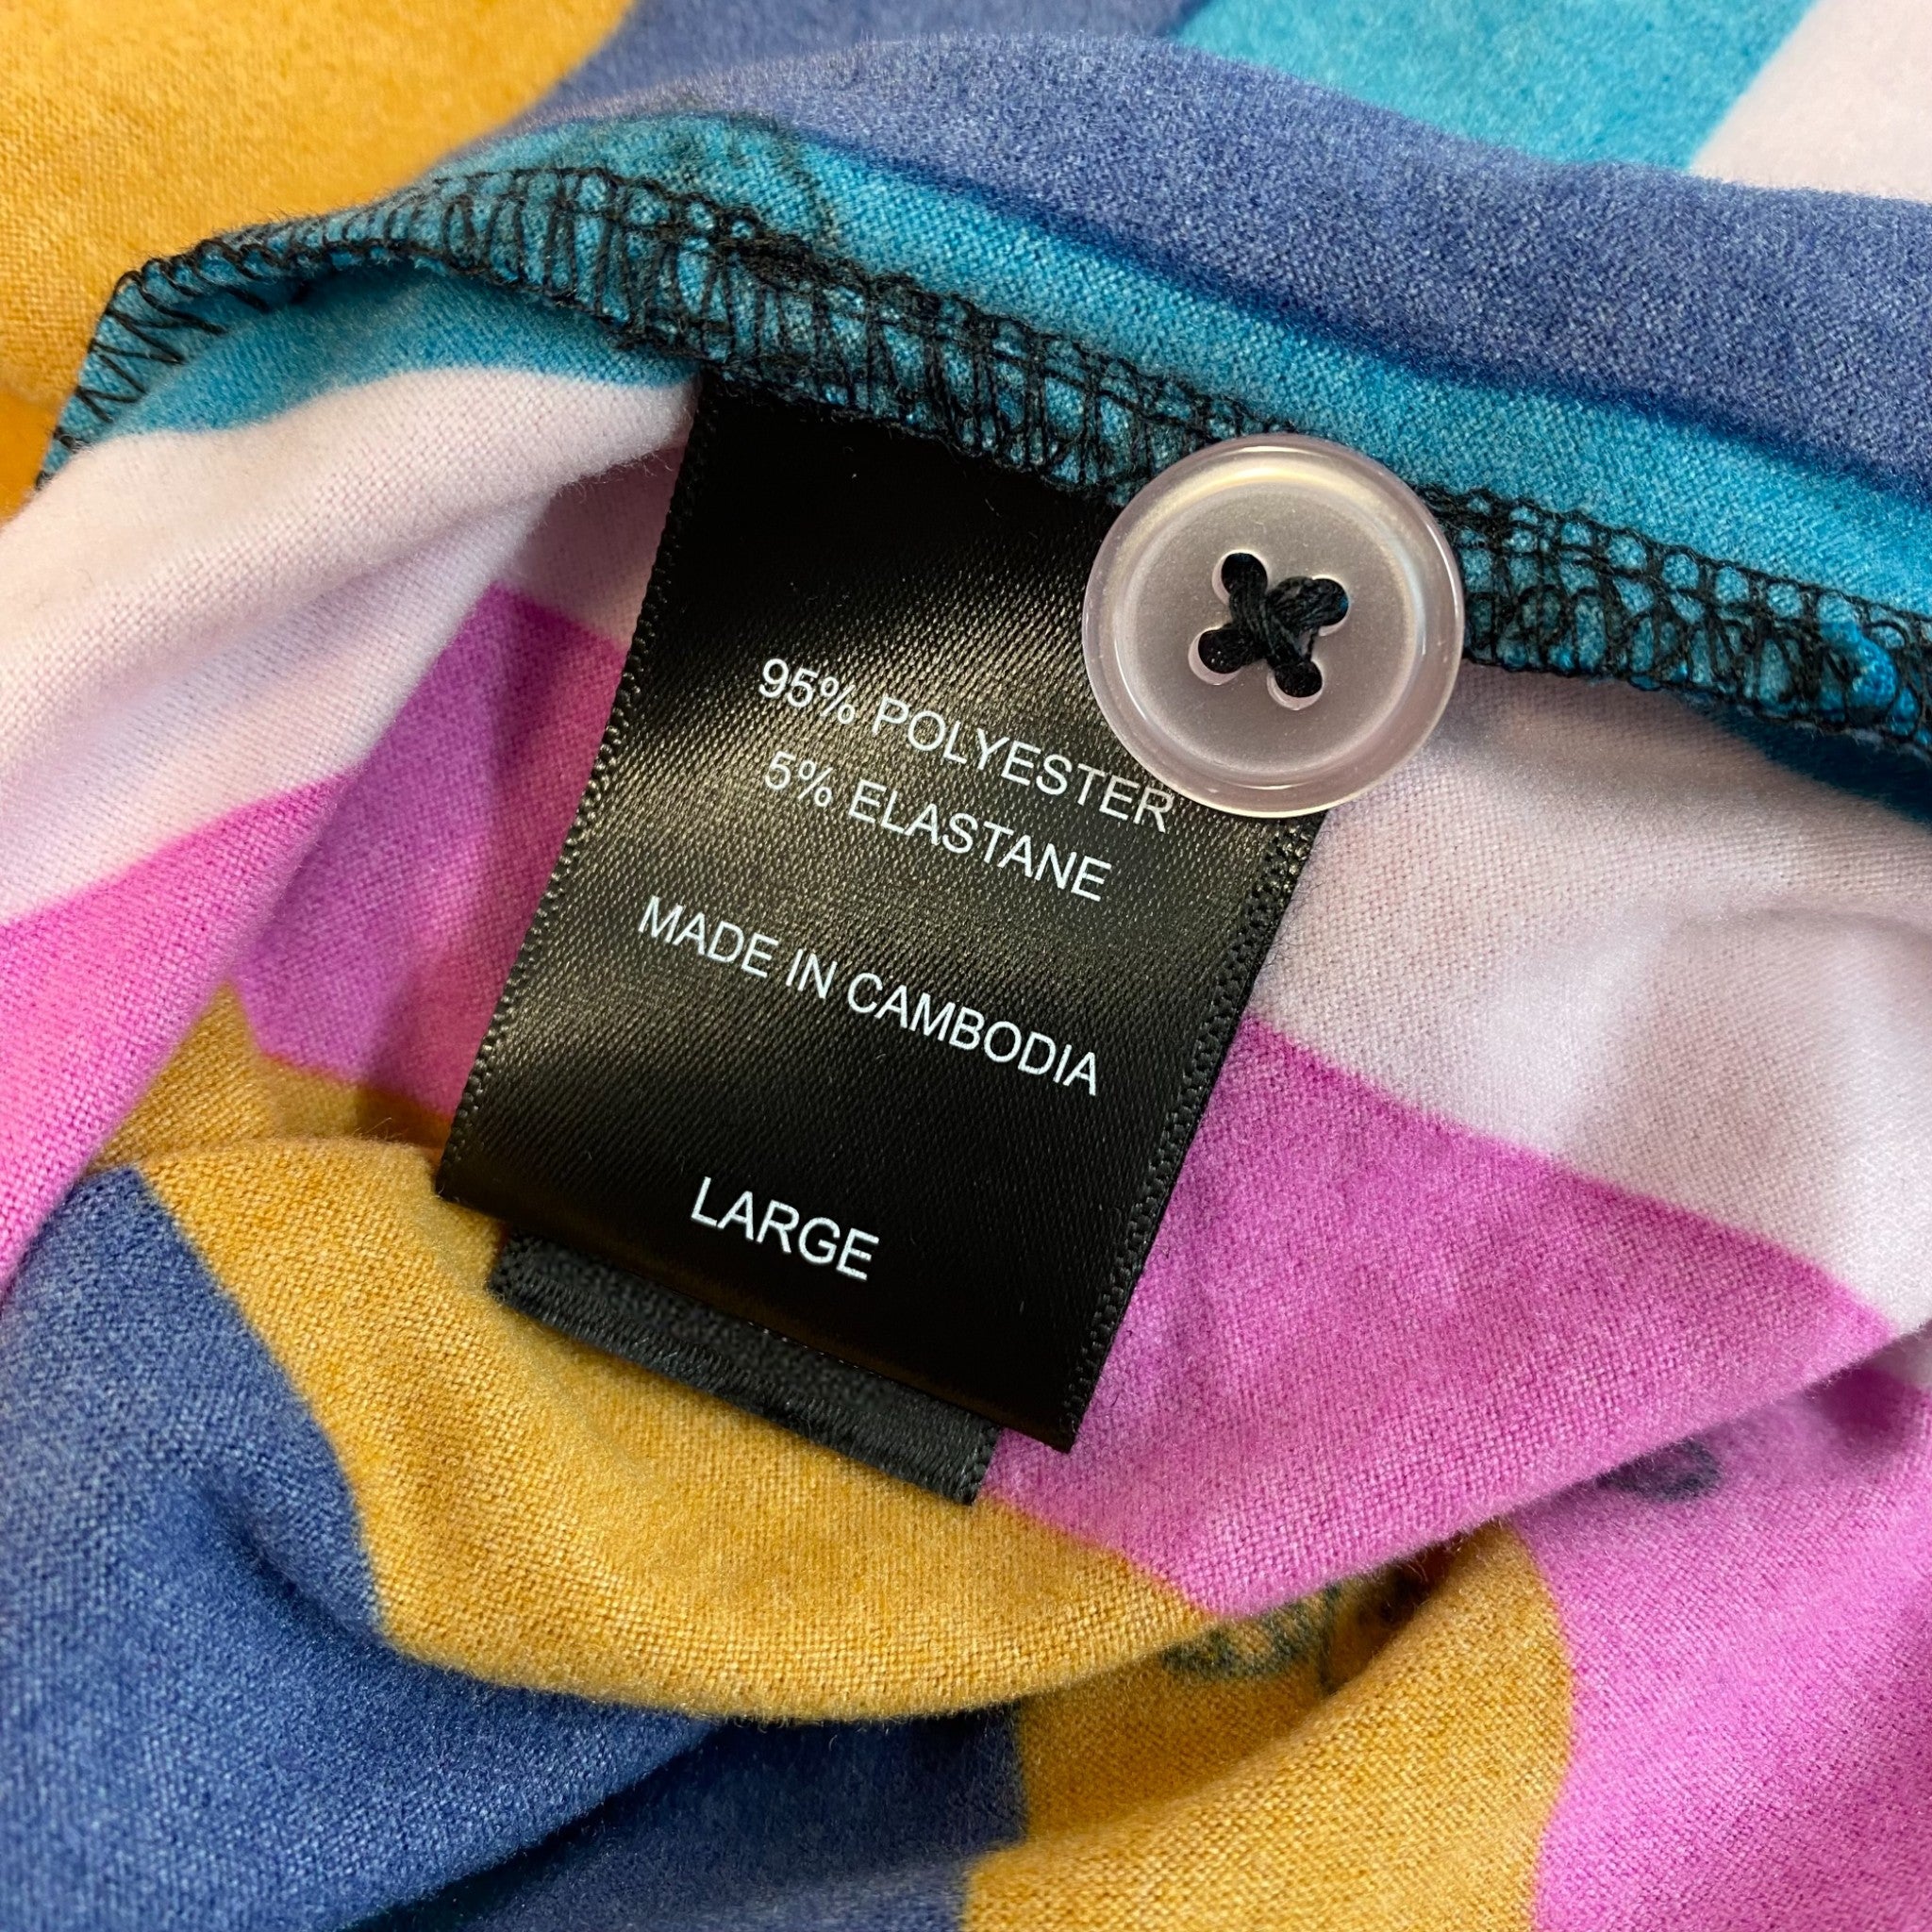 95% POLYESTER
5% ELASTANE
MADE IN CAMBODIA
LARGE